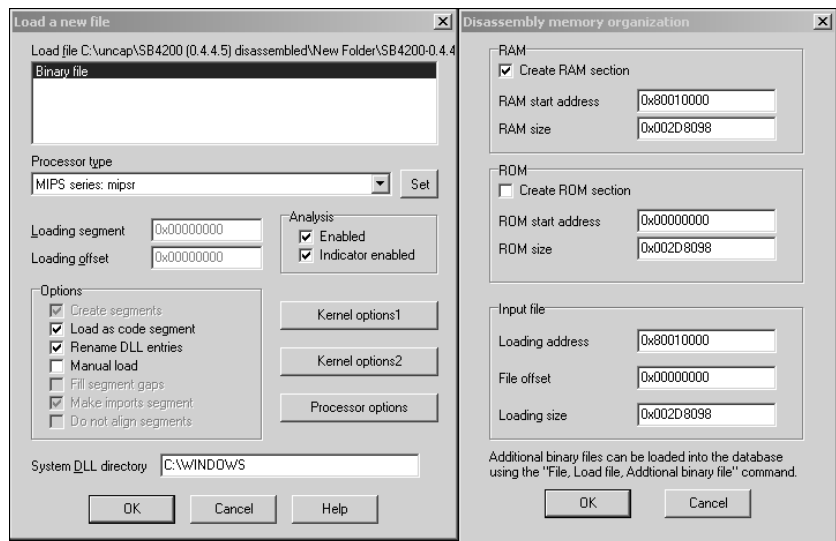 Load a new file
Load file C:\uncap\SB4200 (0.4.4.5) disassembled\New Folder\SB4200-0.4.4
Binary file
Processor type
MIPS series: mipsr
Set
Loading segment
0x00000000
Loading offset
0x00000000
Analysis
Enabled
Indicator enabled
Options
Create segments
Load as code segment
Rename DLL entries
Manual load
Fill segment gaps
Make imports segment
Do not align segments
Kernel options1
Kernel options2
Processor options
System DLL directory
C:\WINDOWS
OK
Cancel
Help
Disassembly memory organization
RAM
Create RAM section
RAM start address
0x80010000
RAM size
0x002D8098
ROM
Create ROM section
ROM start address
0x00000000
ROM size
0x002D8098
Input file
Loading address
0x80010000
File offset
0x00000000
Loading size
0x002D8098
Additional binary files can be loaded into the database
using the "File, Load file, Addtional binary file" command.
OK
Cancel